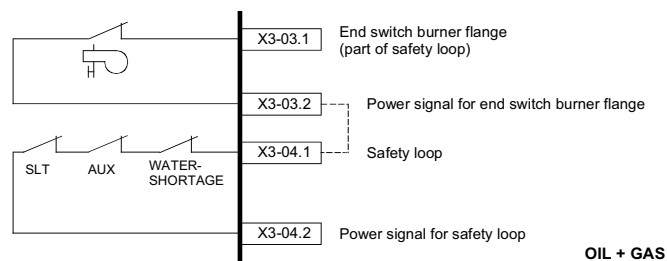 X3-03.1
End switch burner flange
(part of safety loop)
X3-03.2
Power signal for end switch burner flange
X3-04.1
Safety loop
SLT
AUX
WATER-
SHORTAGE
X3-04.2
Power signal for safety loop
OIL + GAS